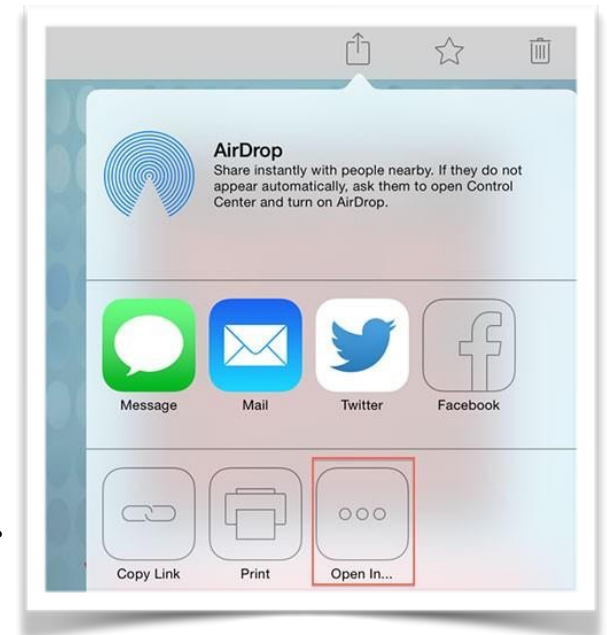 AirDrop
Share instantly with people nearby. If they do not
appear automatically, ask them to open Control
Center and turn on AirDrop.
Message Mail Twitter Facebook
Copy Link Print Open In...